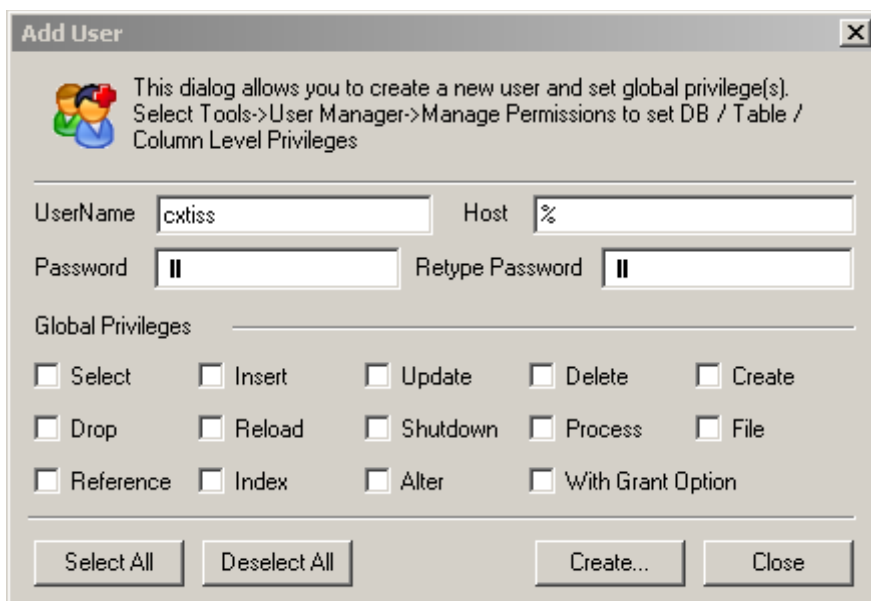 Add User
This dialog allows you to create a new user and set global privilege(s).
Select Tools->User Manager->Manage Permissions to set DB / Table /
Column Level Privileges
UserName cxtiss Host %
Password Retype Password
Global Privileges
Select Insert Update Delete Create
Drop Reload Shutdown Process File
Reference Index Alter With Grant Option
Select All Deselect All Create... Close